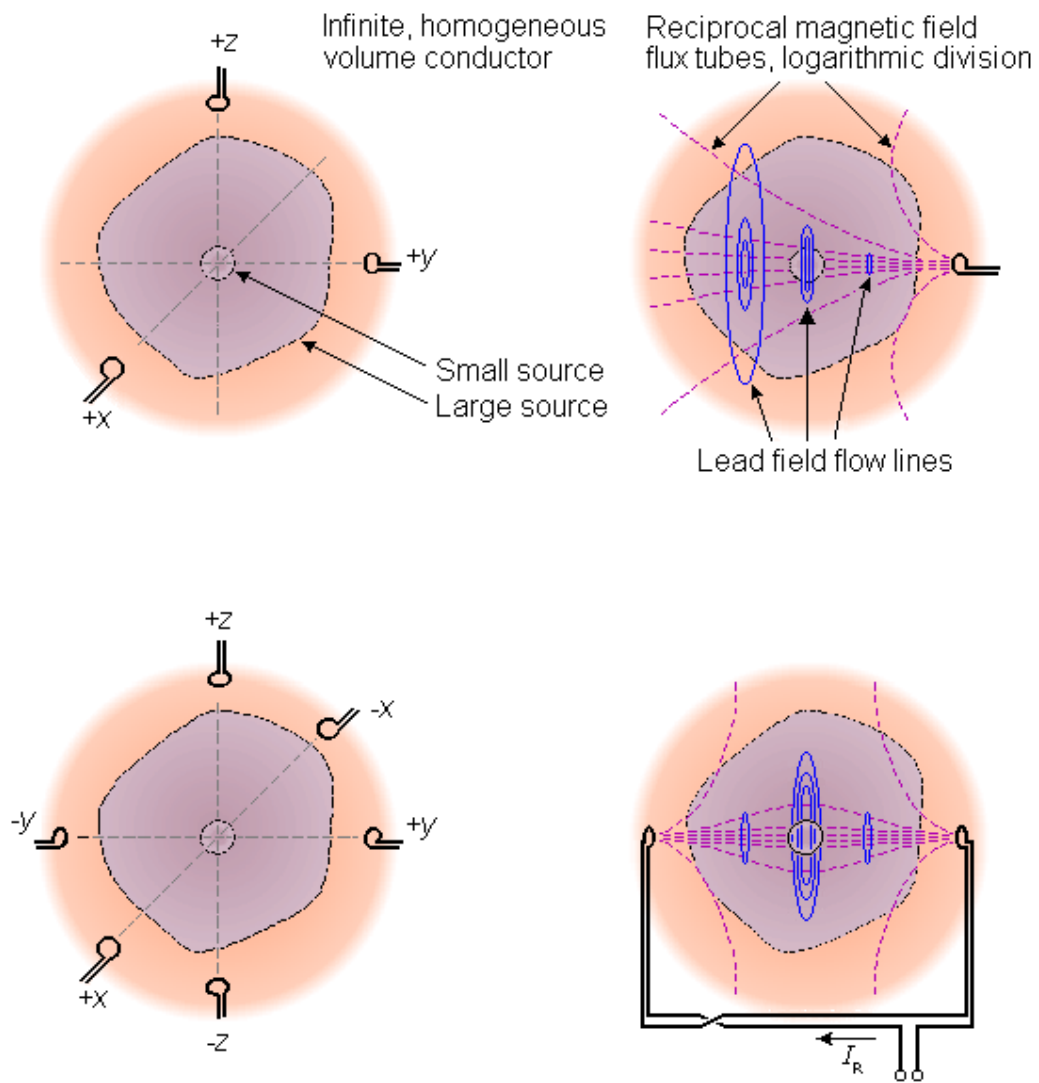 Infinite, homogeneous
volume conductor
Reciprocal magnetic field
flux tubes, logarithmic division
+z
+y
+x
Small source
Large source
Lead field flow lines
+z
-x
-y
+y
+x
-z
I_R